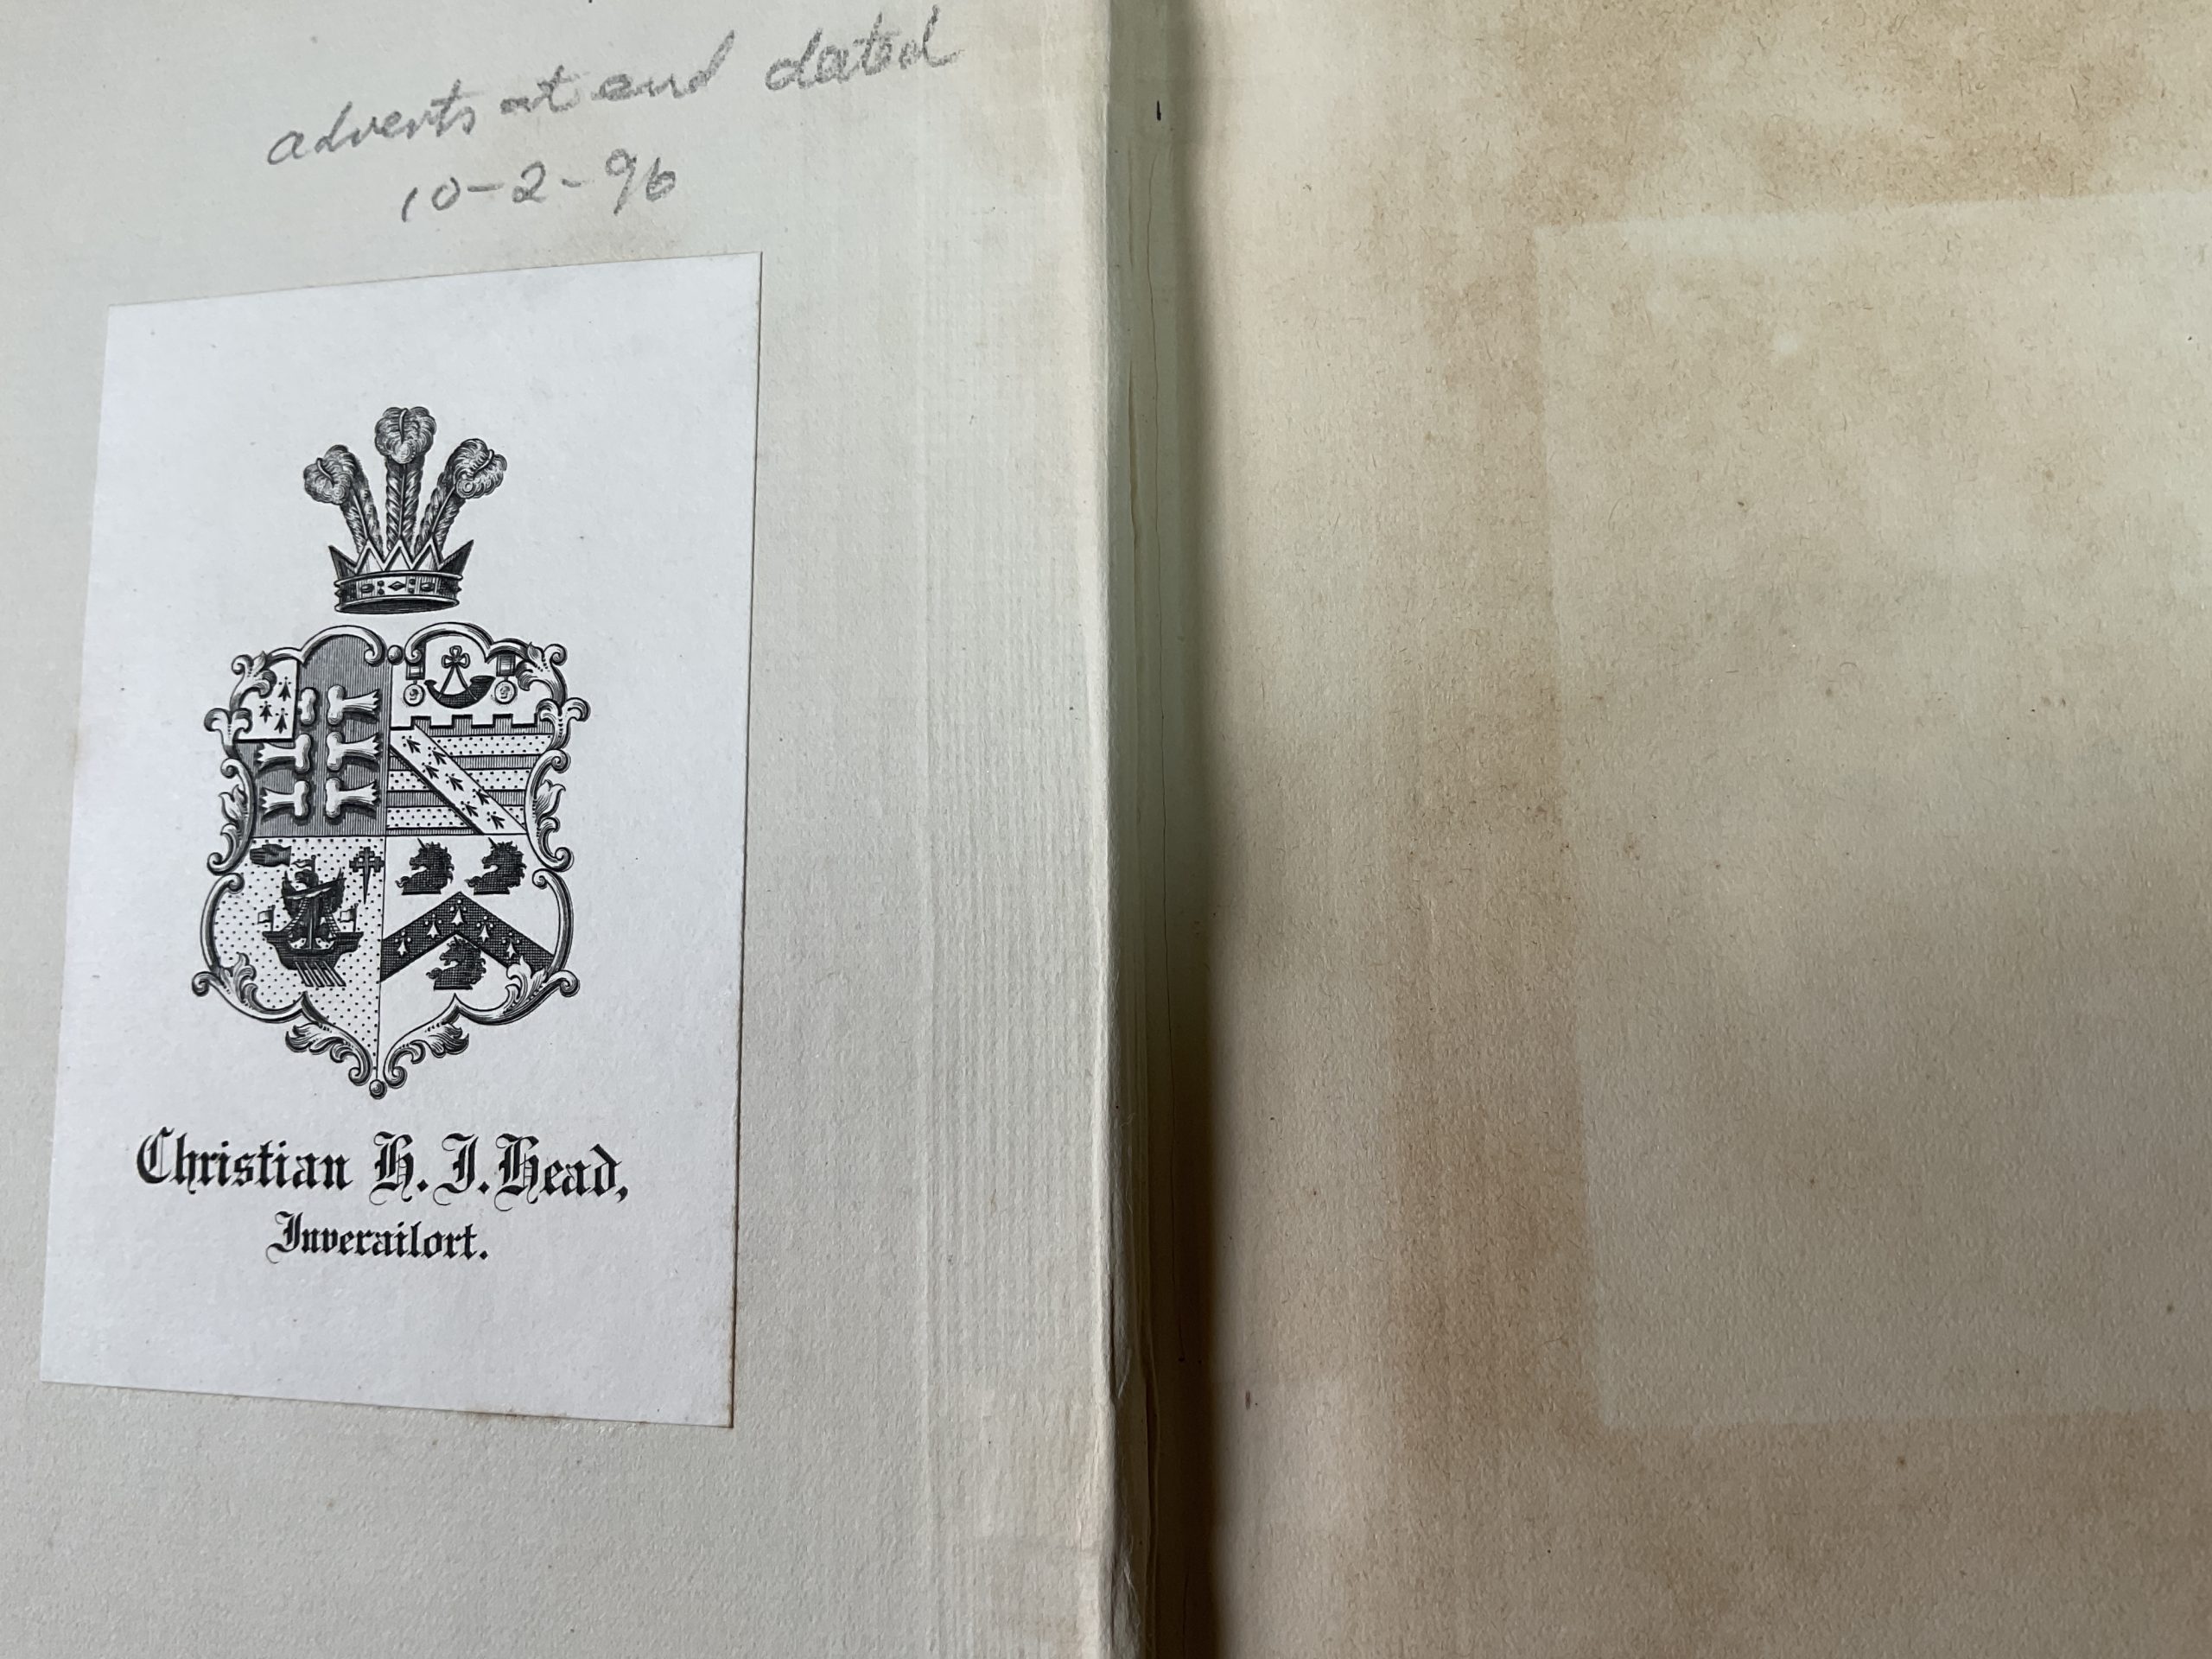 adverts at end dated
10-2-96
Christian H. J. Head,
Inverailort.